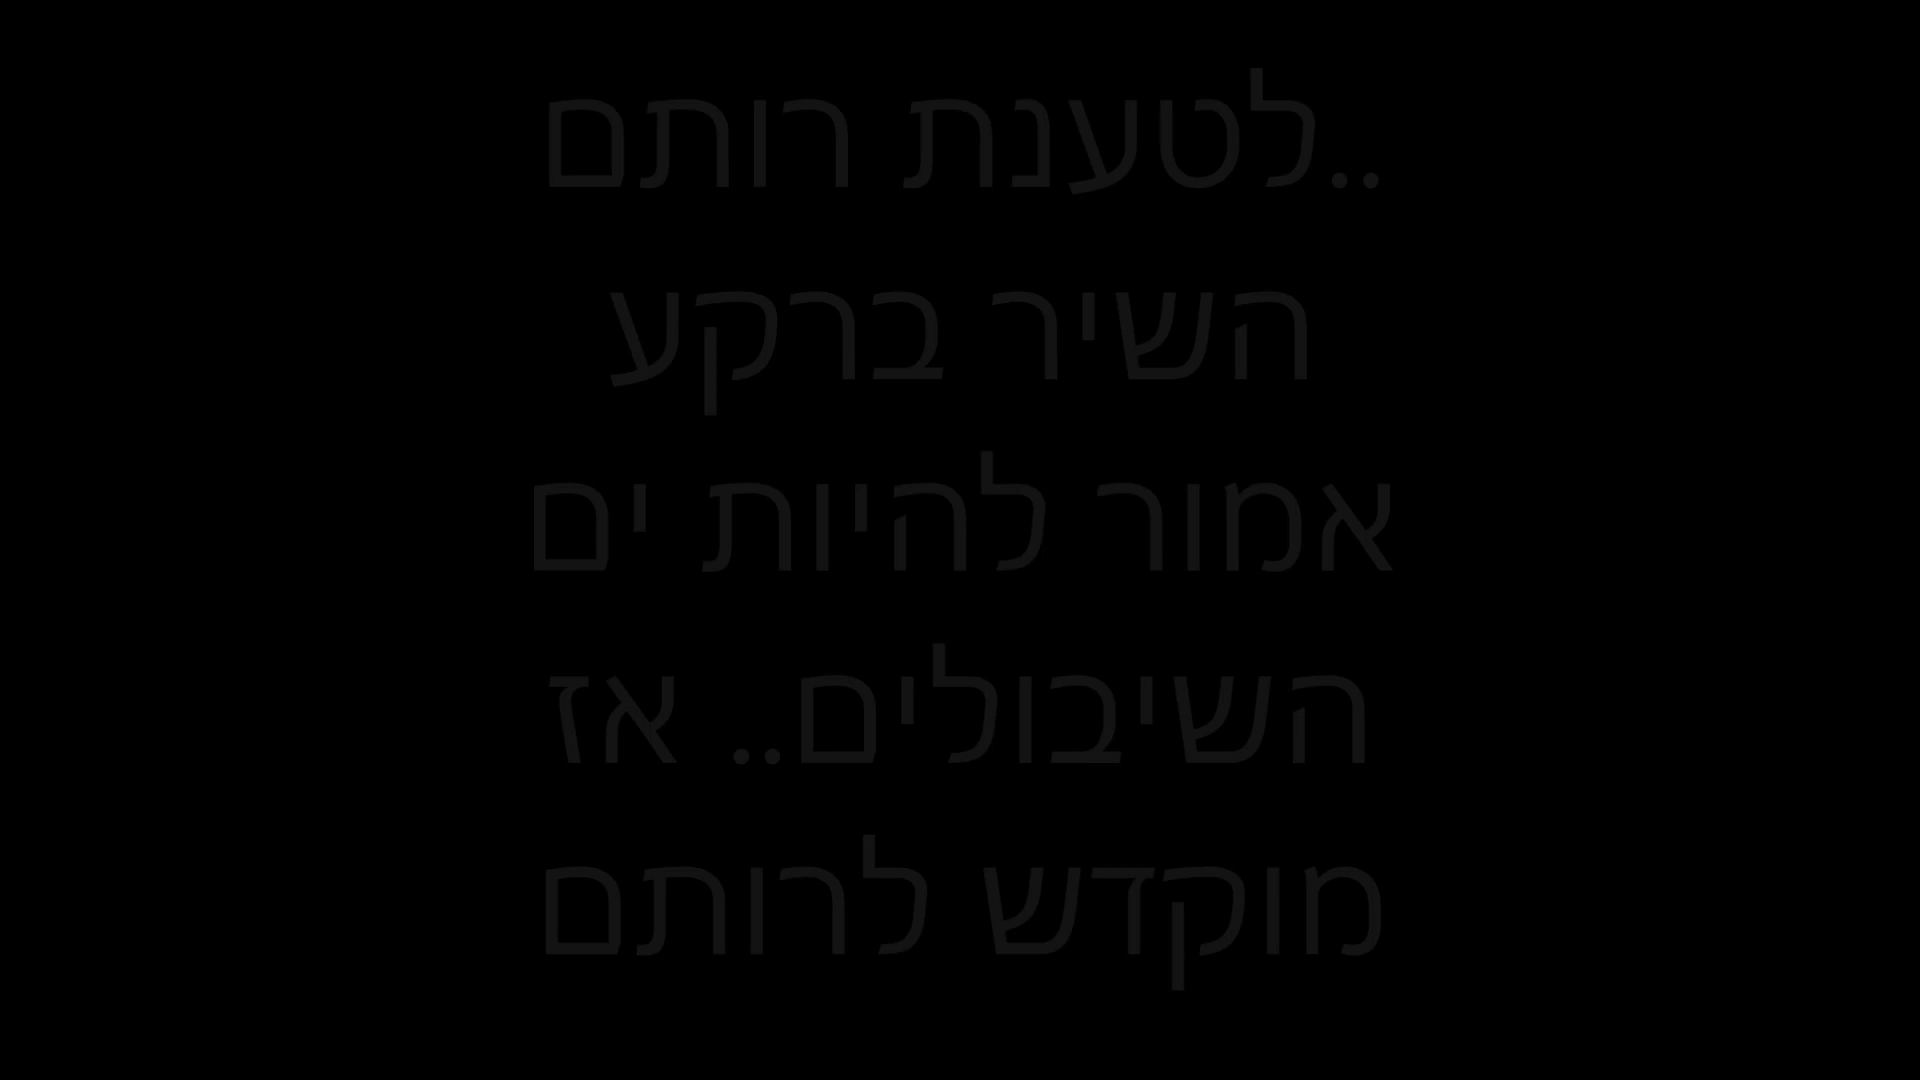 ..לטענת רותם
השיר ברקע
אמור להיות ים
השיבולים.. אז
מוקדש לרותם